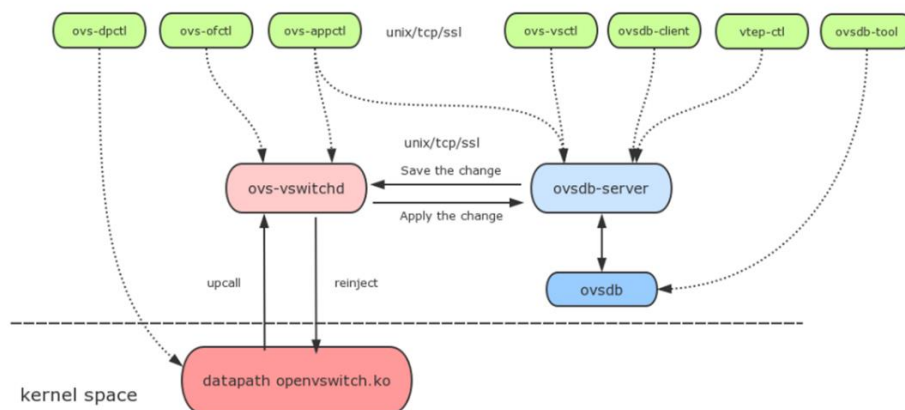 ovs-dpctl
ovs-ofctl
ovs-appctl
unix/tcp/ssl
ovs-vsctl
ovsdb-client
vtep-ctl
ovsdb-tool
unix/tcp/ssl
Save the change
ovs-vswitchd
ovsdb-server
Apply the change
upcall
reinject
ovsdb
datapath openvswitch.ko
kernel space